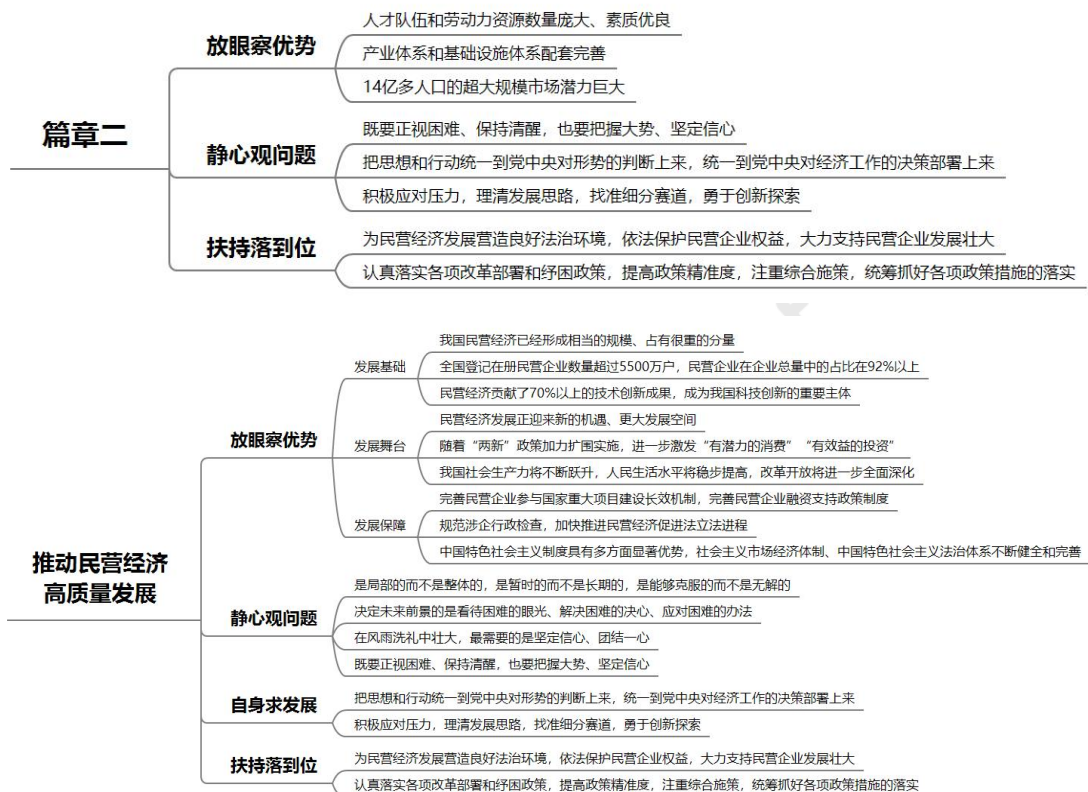 篇章二
放眼察优势
人才队伍和劳动力资源数量庞大、素质优良
产业体系和基础设施体系配套完善
14亿多人口的超大规模市场潜力巨大
静心观问题
既要正视困难、保持清醒，也要把握大势、坚定信心
把思想和行动统一到党中央对形势的判断上来，统一到党中央对经济工作的决策部署上来
积极应对压力，理清发展思路，找准细分赛道，勇于创新探索
扶持落到位
为民营经济发展营造良好法治环境，依法保护民营企业权益，大力支持民营企业发展壮大
认真落实各项改革部署和纾困政策，提高政策精准度，注重综合施策，统筹抓好各项政策措施的落实
推动民营经济
高质量发展
放眼察优势
发展基础
我国民营经济已经形成相当的规模、占有很重的分量
全国登记在册民营企业数量超过5500万户，民营企业在企业总量中的占比在92%以上
民营经济贡献了70%以上的技术创新成果，成为我国科技创新的重要主体
发展舞台
民营经济发展正迎来新的机遇、更大发展空间
随着“两新”政策加力扩围实施，进一步激发“有潜力的消费”“有效益的投资”
我国社会生产力将不断跃升，人民生活水平将稳步提高，改革开放将进一步全面深化
发展保障
完善民营企业参与国家重大项目建设长效机制，完善民营企业融资支持政策制度
规范涉企行政检查，加快推进民营经济促进法立法进程
中国特色社会主义制度具有多方面显著优势，社会主义市场经济体制、中国特色社会主义法治体系不断健全和完善
静心观问题
是局部的而不是整体的，是暂时的而不是长期的，是能够克服的而不是无解的
决定未来前景的是看待困难的眼光、解决困难的决心、应对困难的办法
在风雨洗礼中壮大，最需要的是坚定信心、团结一心
既要正视困难、保持清醒，也要把握大势、坚定信心
自身求发展
把思想和行动统一到党中央对形势的判断上来，统一到党中央对经济工作的决策部署上来
积极应对压力，理清发展思路，找准细分赛道，勇于创新探索
扶持落到位
为民营经济发展营造良好法治环境，依法保护民营企业权益，大力支持民营企业发展壮大
认真落实各项改革部署和纾困政策，提高政策精准度，注重综合施策，统筹抓好各项政策措施的落实